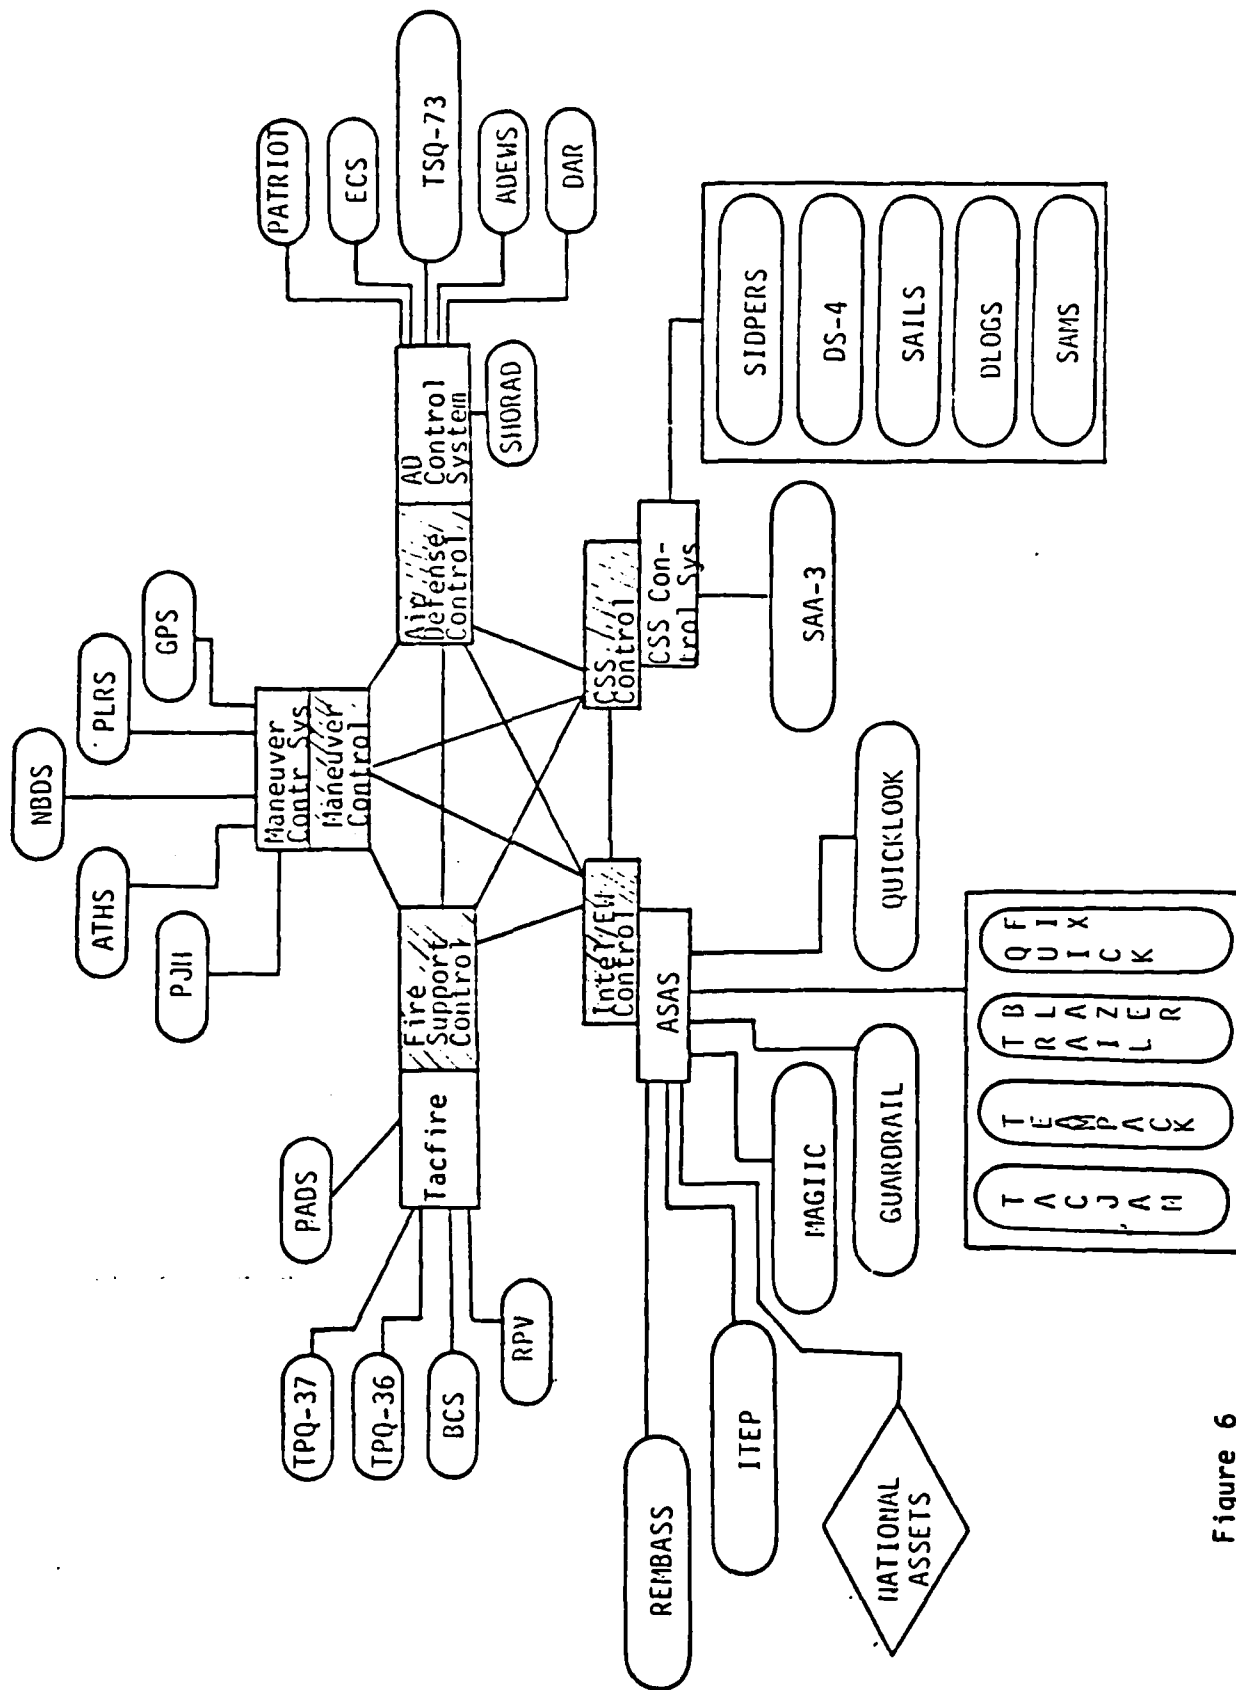 NBDS
PLRS
GPS
ATHS
PJH
Maneuver
Contr Sys
Maneuver
Control
PATRIOT
ECS
TSQ-73
ADEWS
DAR
AD
Control
System
Air
Defense
Control
SHORAD
PADS
TPQ-37
TPQ-36
BCS
RPV
Tacfire
Fire
Support
Control
CSS
Control
CSS Con-
trol Sys
SAA-3
SIDPERS
DS-4
SAILS
DLOGS
SAMS
Intel/EW
Control
ASAS
REMBASS
ITEP
NATIONAL
ASSETS
MAGIIC
GUARDRAIL
QUICKLOOK
TACJAM
TEAMPACK
TRAIL
BLAZER
QUICK
FIX
Figure 6